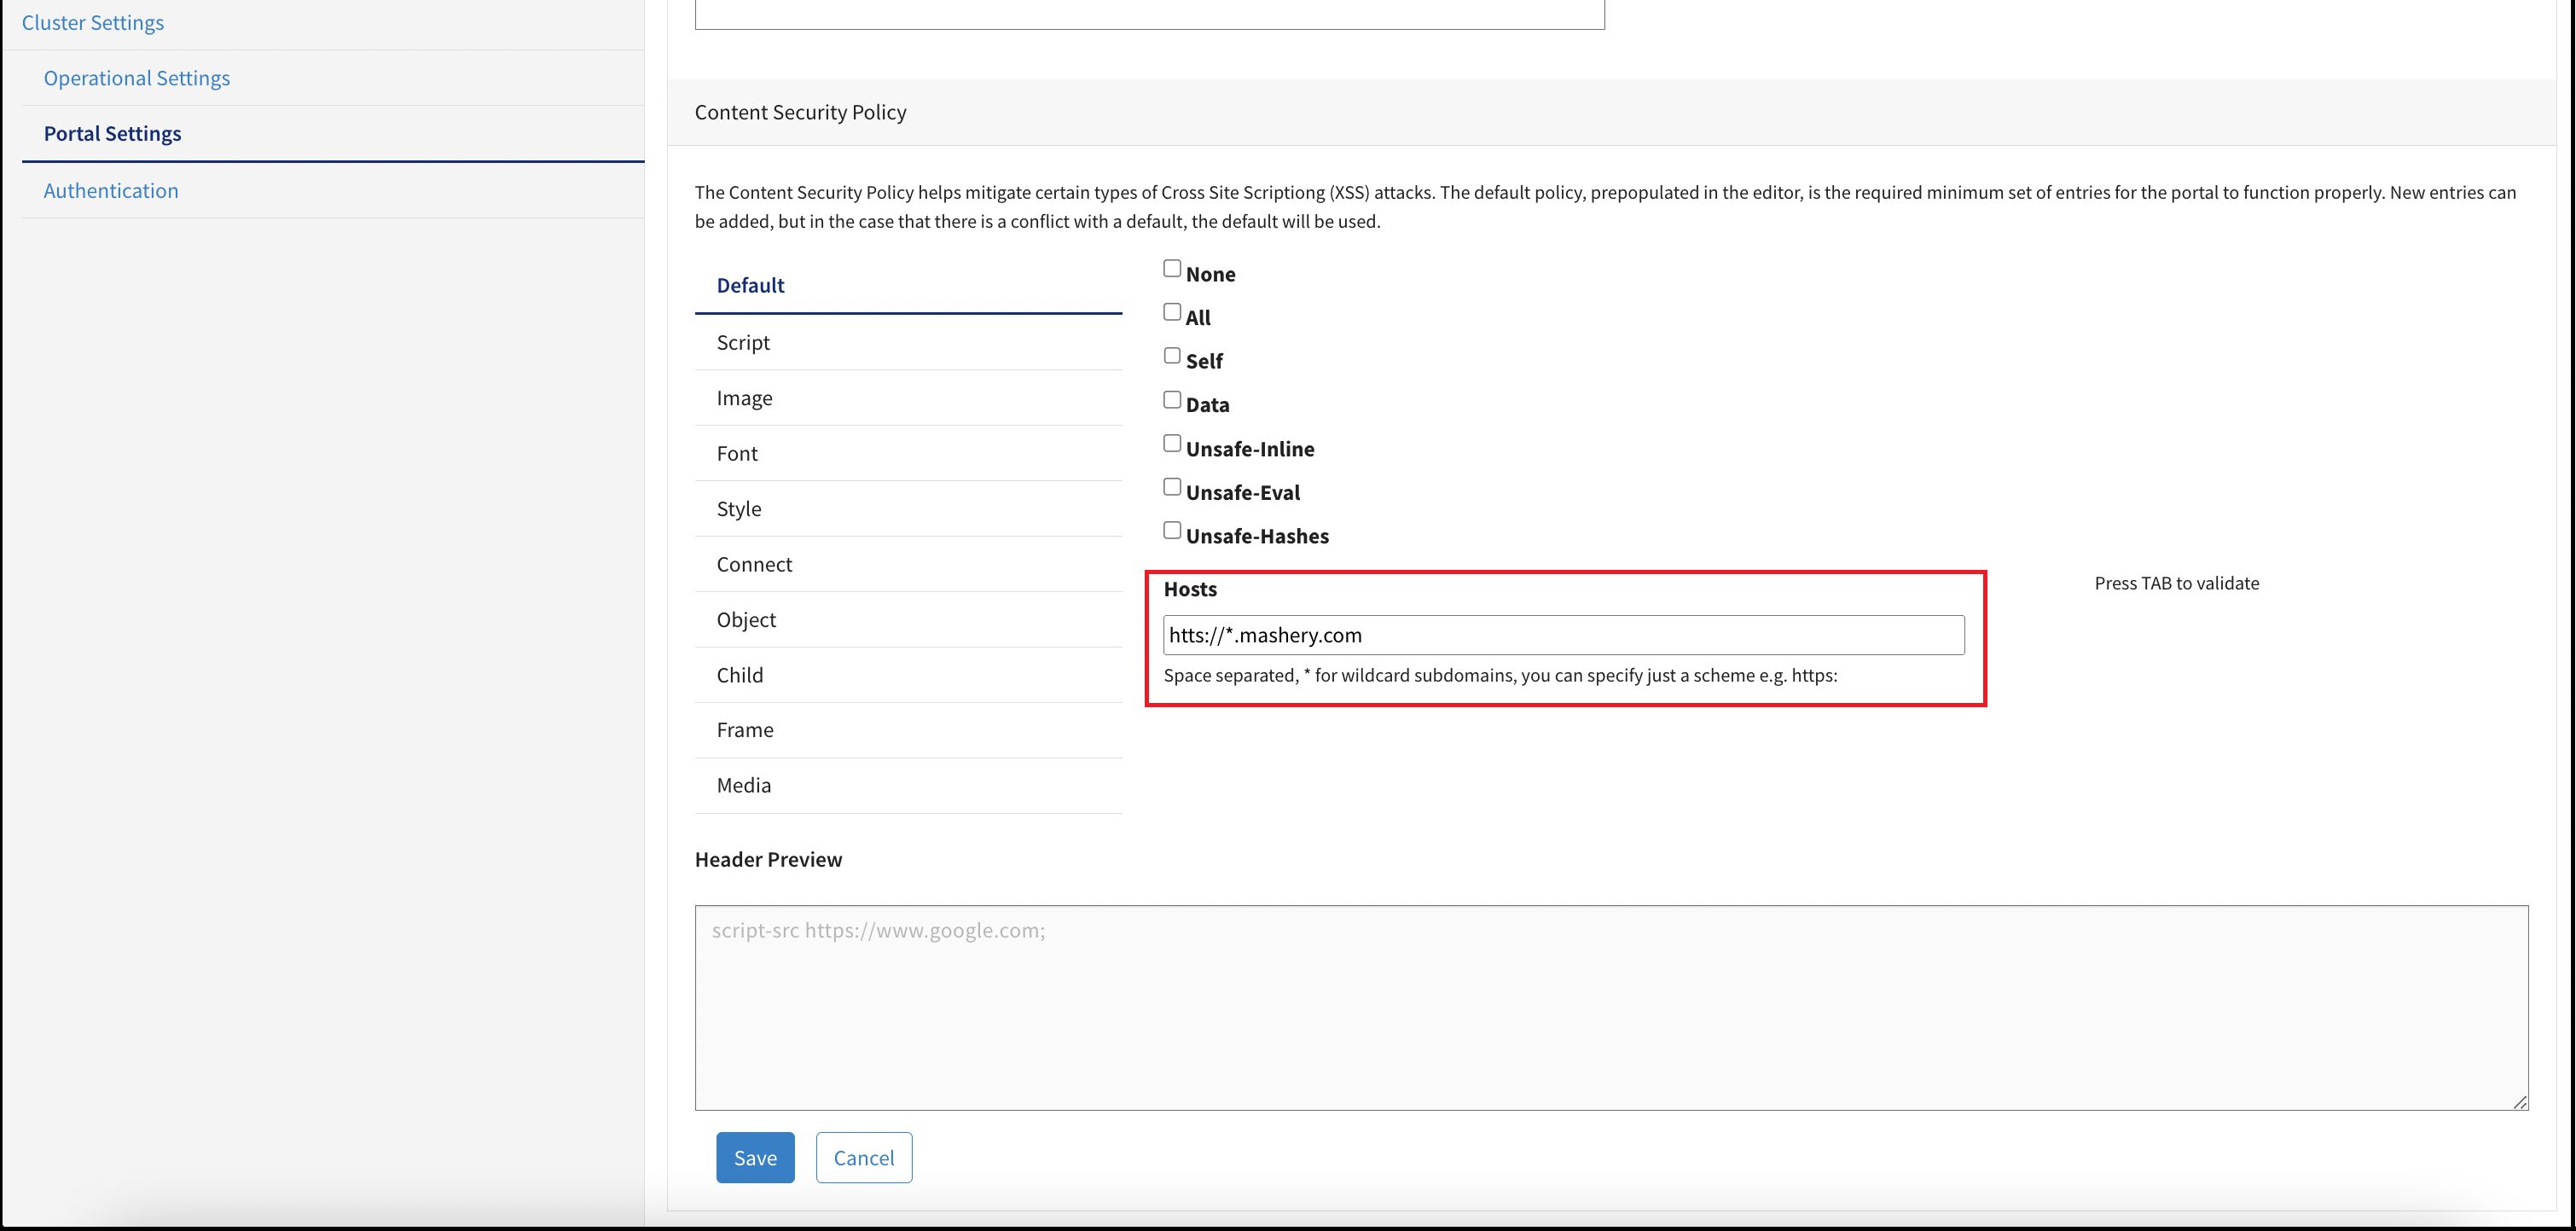 Cluster Settings
Operational Settings
Portal Settings
Authentication
Content Security Policy
The Content Security Policy helps mitigate certain types of Cross Site Scriptiong (XSS) attacks. The default policy, prepopulated in the editor, is the required minimum set of entries for the portal to function properly. New entries can
be added, but in the case that there is a conflict with a default, the default will be used.
Default
Script
Image
Font
Style
Connect
Object
Child
Frame
Media
None
All
Self
Data
Unsafe-Inline
Unsafe-Eval
Unsafe-Hashes
Hosts
htts://*.mashery.com
Space separated, * for wildcard subdomains, you can specify just a scheme e.g. https:
Press TAB to validate
Header Preview
script-src https://www.google.com;
Save
Cancel